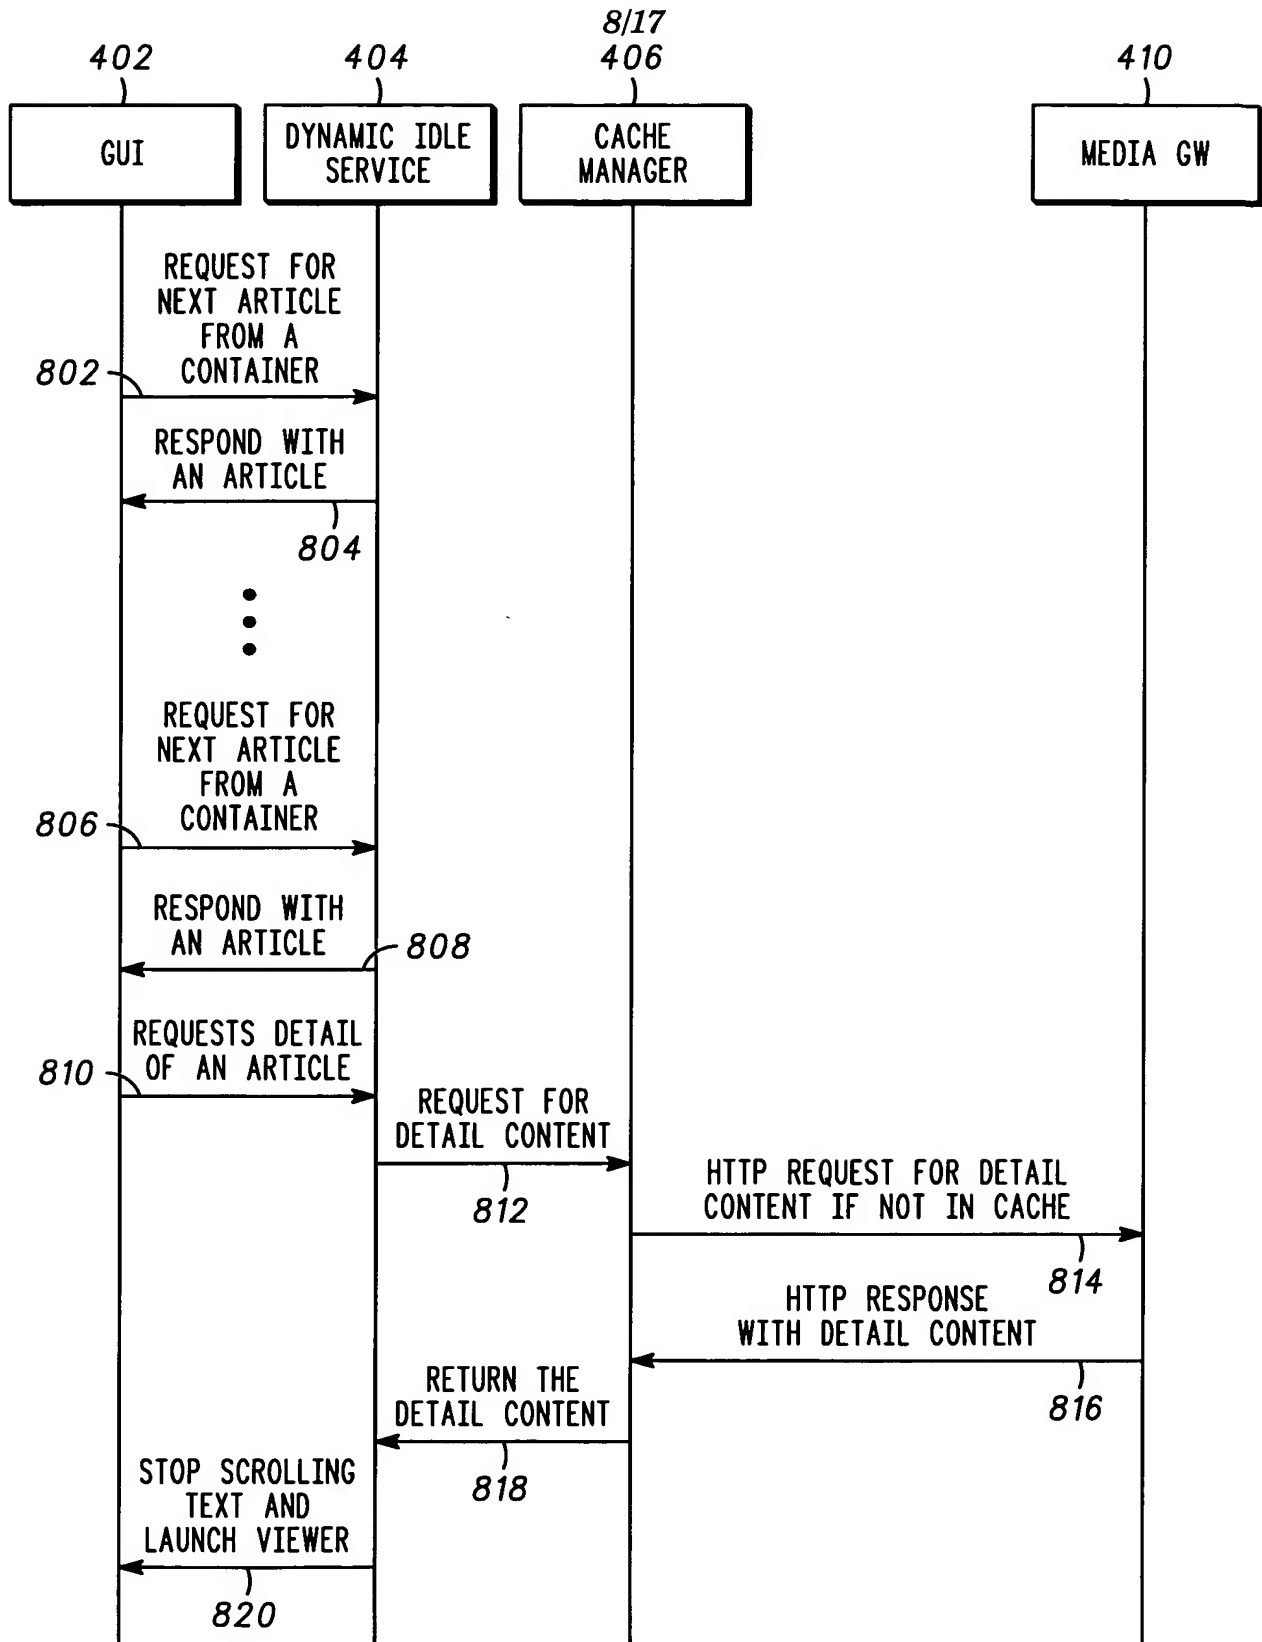 8/17
402
404
406
410
GUI
DYNAMIC IDLE
SERVICE
CACHE
MANAGER
MEDIA GW
REQUEST FOR
NEXT ARTICLE
FROM A
CONTAINER
802
RESPOND WITH
AN ARTICLE
804
REQUEST FOR
NEXT ARTICLE
FROM A
CONTAINER
806
RESPOND WITH
AN ARTICLE
808
REQUESTS DETAIL
OF AN ARTICLE
810
REQUEST FOR
DETAIL CONTENT
812
HTTP REQUEST FOR DETAIL
CONTENT IF NOT IN CACHE
814
HTTP RESPONSE
WITH DETAIL CONTENT
816
RETURN THE
DETAIL CONTENT
818
STOP SCROLLING
TEXT AND
LAUNCH VIEWER
820